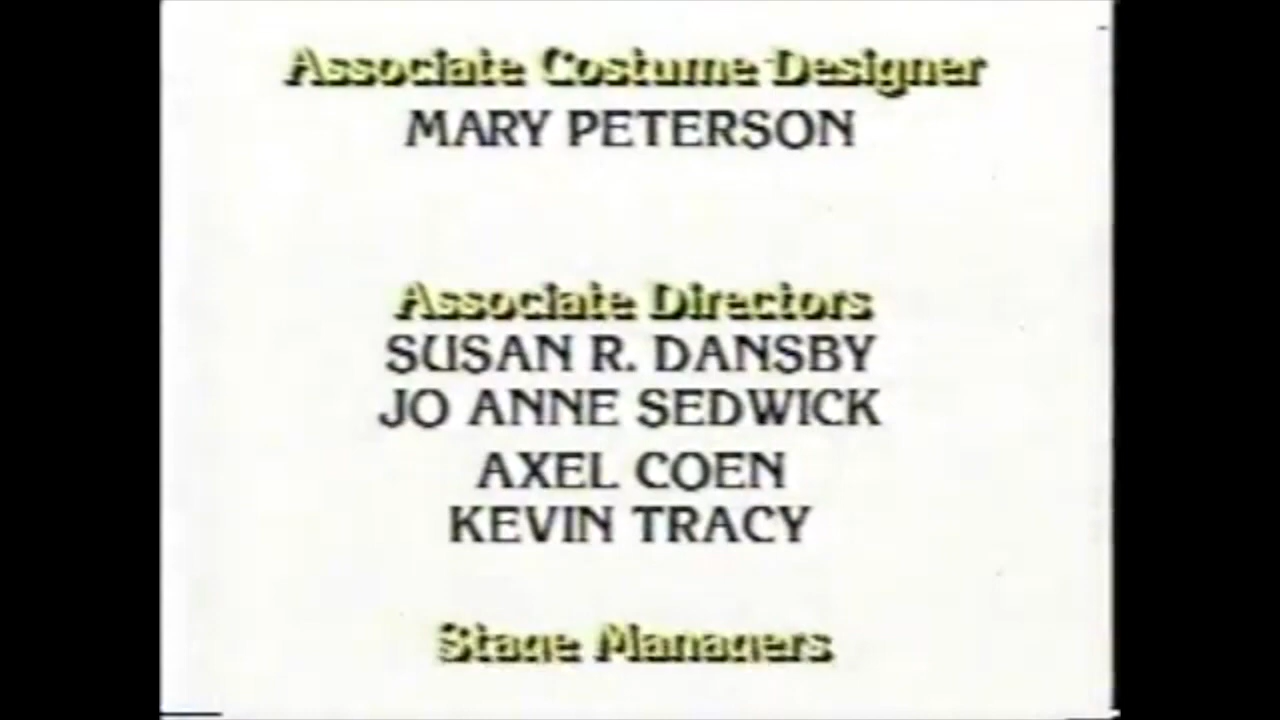 Associate Costume Designer
MARY PETERSON
Associate Directors
SUSAN R. DANSBY
JO ANNE SEDWICK
AXEL COEN
KEVIN TRACY
Stage Managers